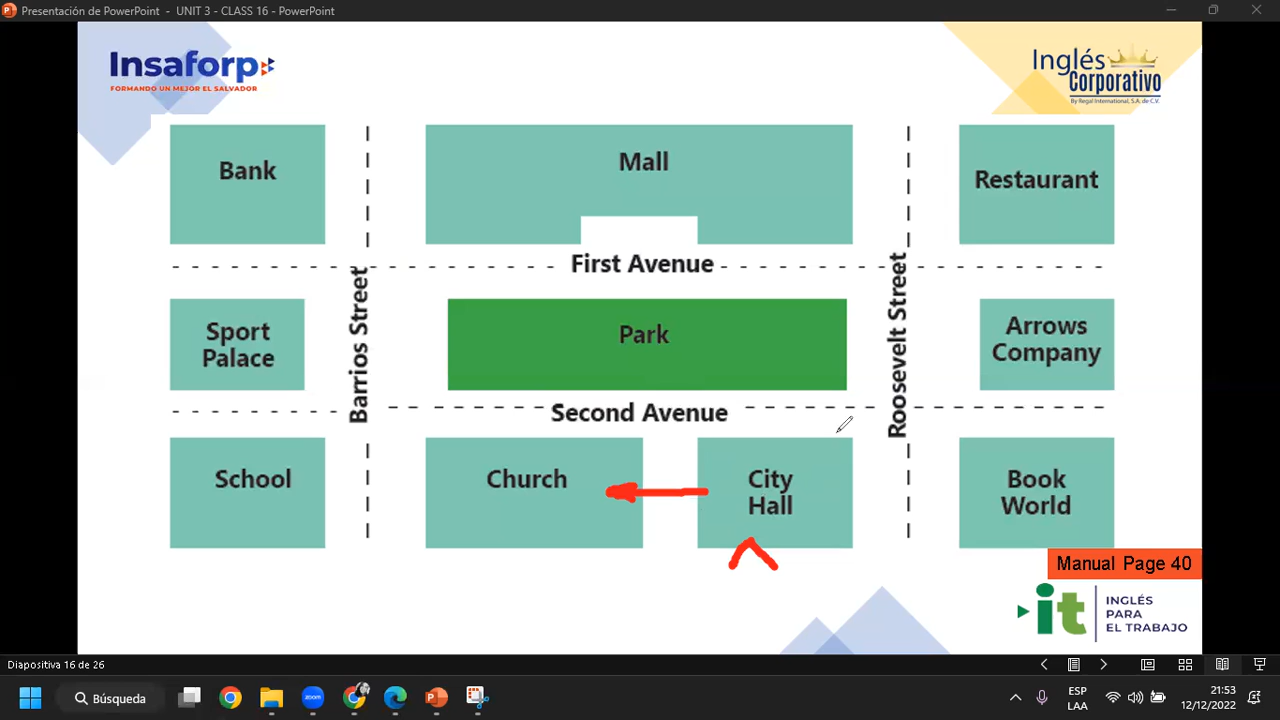 Presentación de PowerPoint - UNIT 3 - CLASS 16 - PowerPoint
Insaforp
FORMANDO UN MEJOR EL SALVADOR
Inglés
Corporativo
By Regal International, S.A. de C.V.
Bank
Mall
Restaurant
First Avenue
Barrios Street
Roosevelt Street
Sport
Palace
Park
Arrows
Company
Second Avenue
School
Church
City
Hall
Book
World
Manual Page 40
it
INGLÉS
PARA
EL TRABAJO
Diapositiva 16 de 26
Búsqueda
zoom
ESP
LAA
21:53
12/12/2022